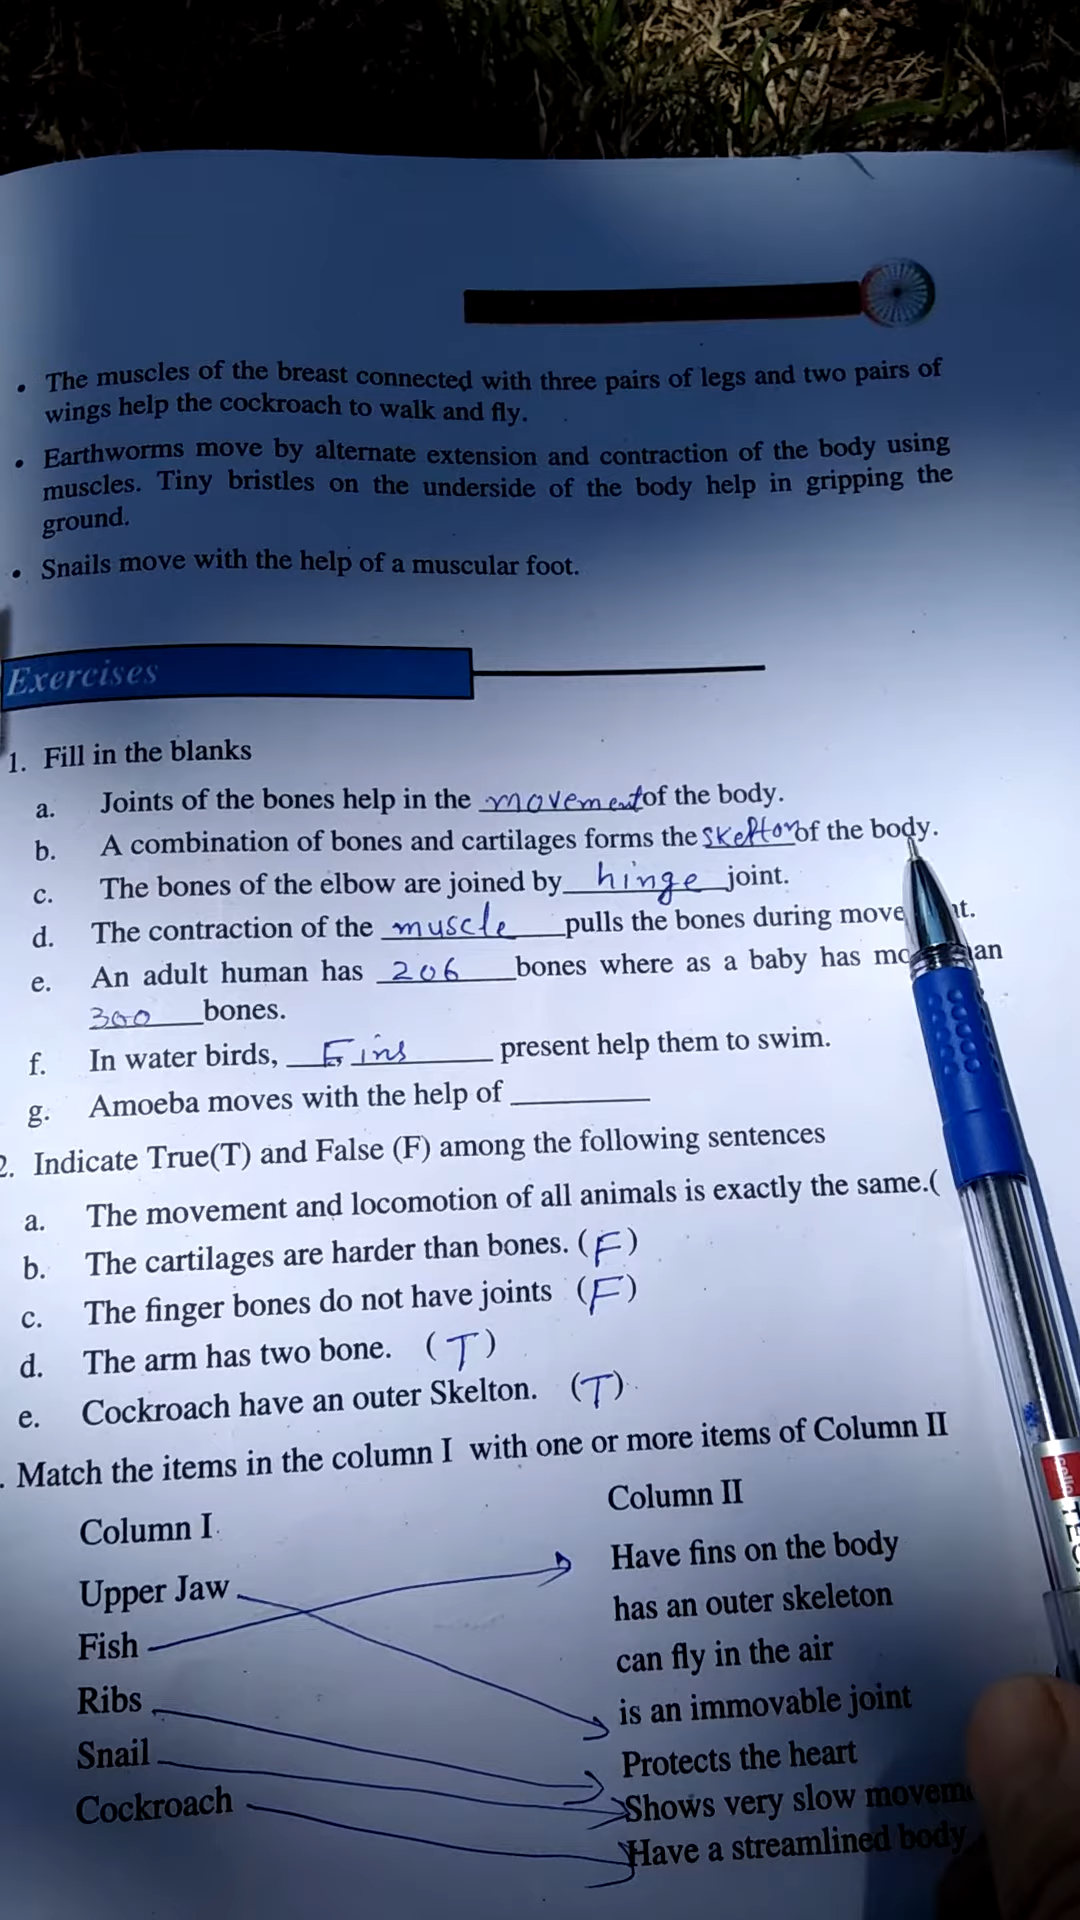 • The muscles of the breast connected with three pairs of legs and two pairs of
wings help the cockroach to walk and fly.
• Earthworms move by alternate extension and contraction of the body using
muscles. Tiny bristles on the underside of the body help in gripping the
ground.
• Snails move with the help of a muscular foot.
Exercises
1. Fill in the blanks
a. Joints of the bones help in the movement of the body.
b. A combination of bones and cartilages forms the skelton of the body.
c. The bones of the elbow are joined by hinge joint.
d. The contraction of the muscle pulls the bones during
e. An adult human has 206 bones where as a baby has
300 bones.
f. In water birds, Fins present help them to swim.
g. Amoeba moves with the help of ________
2. Indicate True(T) and False (F) among the following sentences
a. The movement and locomotion of all animals is exactly the same.(
b. The cartilages are harder than bones. (F)
c. The finger bones do not have joints (F)
d. The arm has two bone. (T)
e. Cockroach have an outer Skelton. (T)
. Match the items in the column I with one or more items of Column II
Column I Column II
Upper Jaw Have fins on the body
Fish has an outer skeleton
Ribs can fly in the air
Snail is an immovable joint
Cockroach Protects the heart
Shows very slow
Have a streamlined body
cello